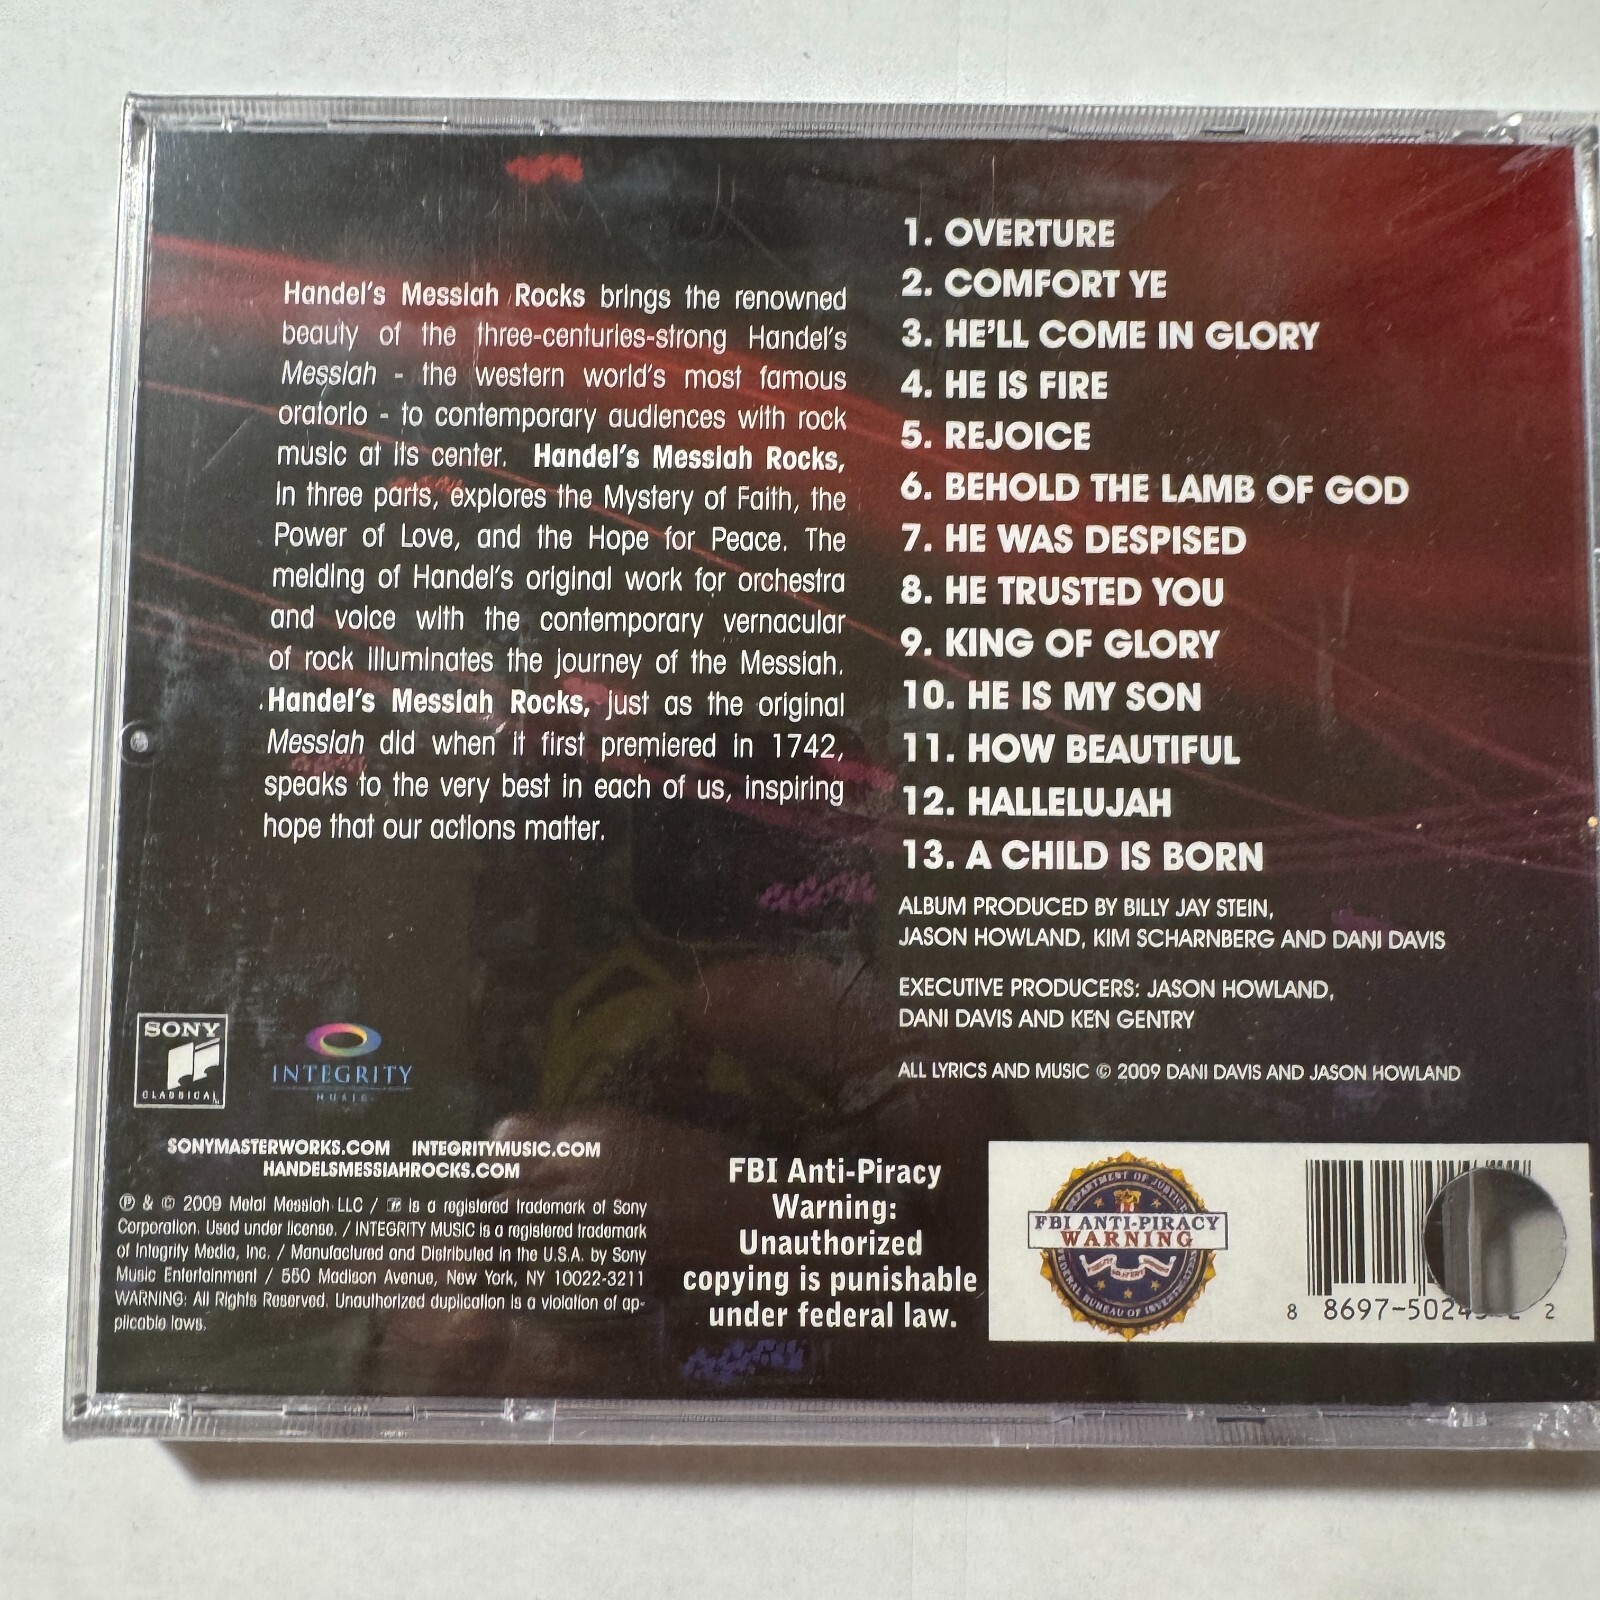 Handel's Messiah Rocks brings the renowned
beauty of the three-centuries-strong Handel's
Messiah - the western world's most famous
oratorio - to contemporary audiences with rock
music at its center. Handel's Messiah Rocks,
in three parts, explores the Mystery of Faith, the
Power of Love, and the Hope for Peace. The
melding of Handel's original work for orchestra
and voice with the contemporary vernacular
of rock illuminates the journey of the Messiah.
Handel's Messiah Rocks, just as the original
Messiah did when it first premiered in 1742,
speaks to the very best in each of us, inspiring
hope that our actions matter.
1. OVERTURE
2. COMFORT YE
3. HE'LL COME IN GLORY
4. HE IS FIRE
5. REJOICE
6. BEHOLD THE LAMB OF GOD
7. HE WAS DESPISED
8. HE TRUSTED YOU
9. KING OF GLORY
10. HE IS MY SON
11. HOW BEAUTIFUL
12. HALLELUJAH
13. A CHILD IS BORN
ALBUM PRODUCED BY BILLY JAY STEIN,
JASON HOWLAND, KIM SCHARNBERG AND DANI DAVIS
EXECUTIVE PRODUCERS: JASON HOWLAND,
DANI DAVIS AND KEN GENTRY
ALL LYRICS AND MUSIC © 2009 DANI DAVIS AND JASON HOWLAND
SONY
CLASSICAL
INTEGRITY
MUSIC
SONYMASTERWORKS.COM INTEGRITYMUSIC.COM
HANDELSMESSIAHROCKS.COM
℗ & © 2009 Metal Messiah LLC / is a registered trademark of Sony
Corporation. Used under license. / INTEGRITY MUSIC is a registered trademark
of Integrity Media, Inc. / Manufactured and Distributed in the U.S.A. by Sony
Music Entertainment / 550 Madison Avenue, New York, NY 10022-3211
WARNING: All Rights Reserved. Unauthorized duplication is a violation of ap-
plicable laws.
FBI Anti-Piracy
Warning:
Unauthorized
copying is punishable
under federal law.
DEPARTMENT OF JUSTICE
FBI ANTI-PIRACY
WARNING
FEDERAL BUREAU OF INVESTIGATION
8 8697-502 2